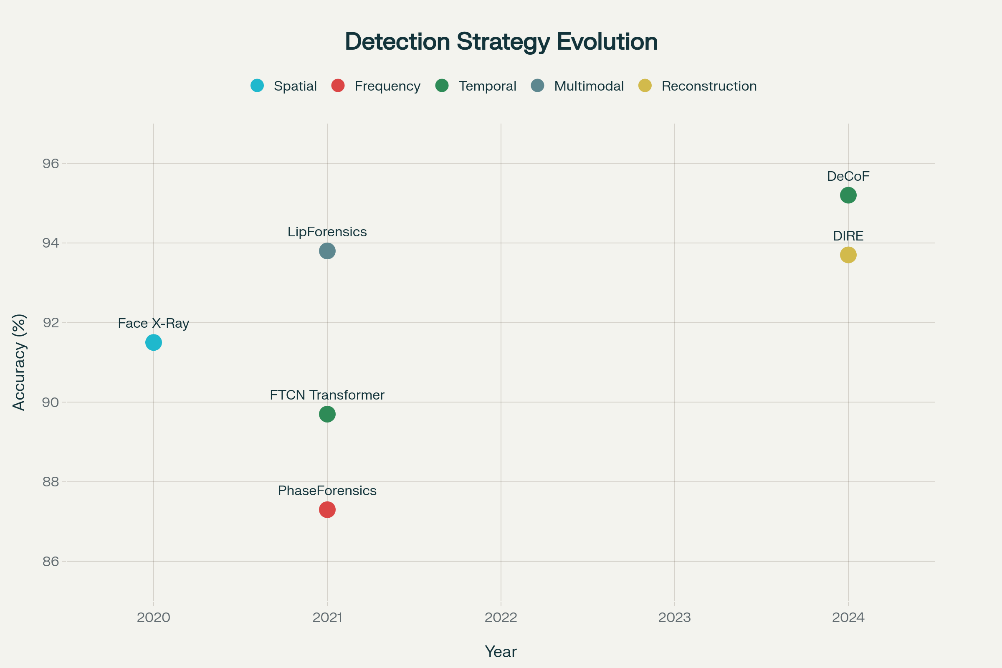 Detection Strategy Evolution
Spatial Frequency Temporal Multimodal Reconstruction
96
DeCoF
LipForensics
DIRE
94
Face X-Ray
92
FTCN Transformer
90
PhaseForensics
88
86
Accuracy (%)
2020 2021 2022 2023 2024
Year